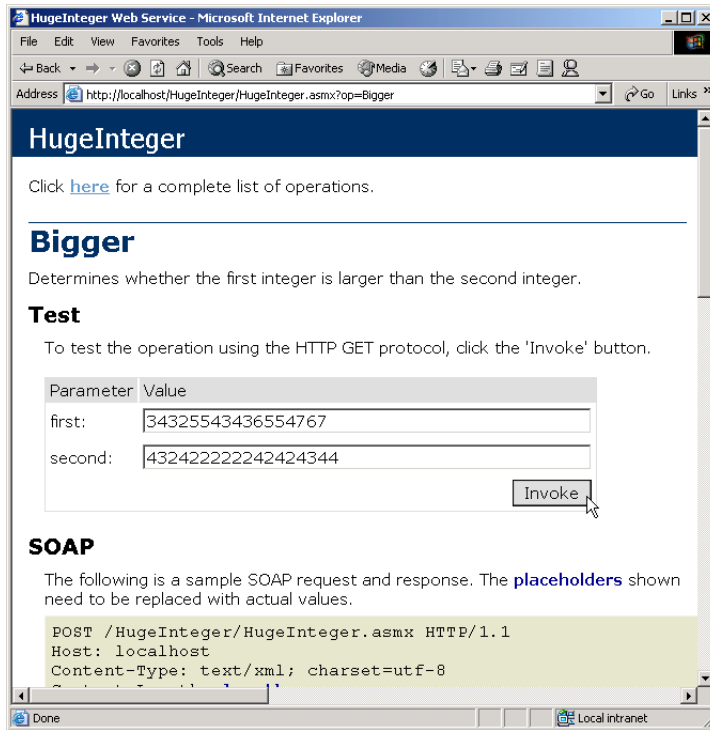 HugeInteger Web Service - Microsoft Internet Explorer
File Edit View Favorites Tools Help
Back Search Favorites Media
Address http://localhost/HugeInteger/HugeInteger.asmx?op=Bigger Go Links »
HugeInteger
Click here for a complete list of operations.
Bigger
Determines whether the first integer is larger than the second integer.
Test
To test the operation using the HTTP GET protocol, click the 'Invoke' button.
Parameter Value
first: 34325543436554767
second: 432422222242424344
Invoke
SOAP
The following is a sample SOAP request and response. The placeholders shown
need to be replaced with actual values.
POST /HugeInteger/HugeInteger.asmx HTTP/1.1
Host: localhost
Content-Type: text/xml; charset=utf-8
Done Local intranet